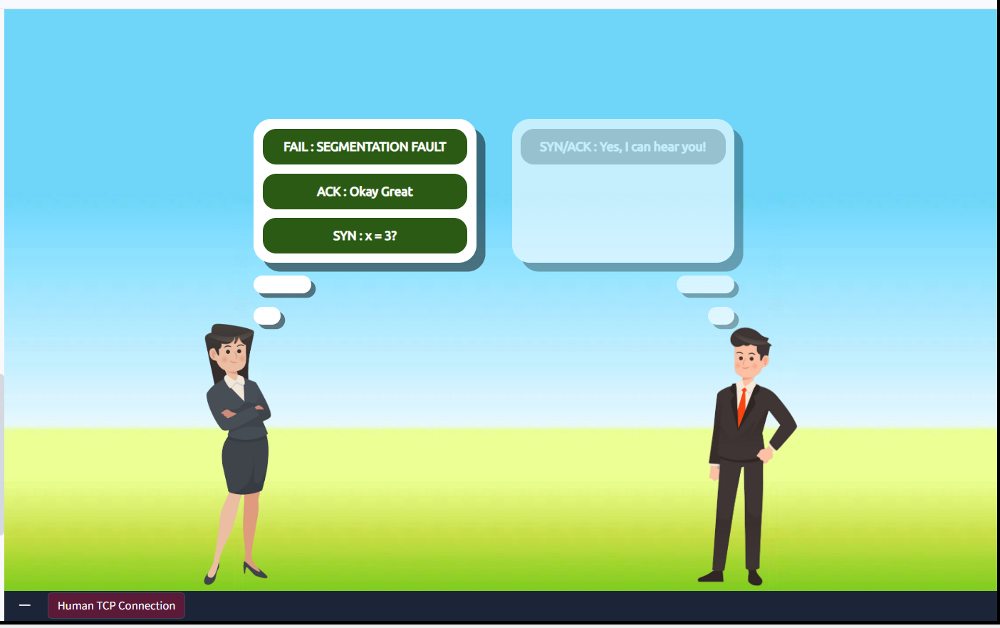 FAIL : SEGMENTATION FAULT
ACK : Okay Great
SYN : x = 3?
SYN/ACK : Yes, I can hear you!
Human TCP Connection